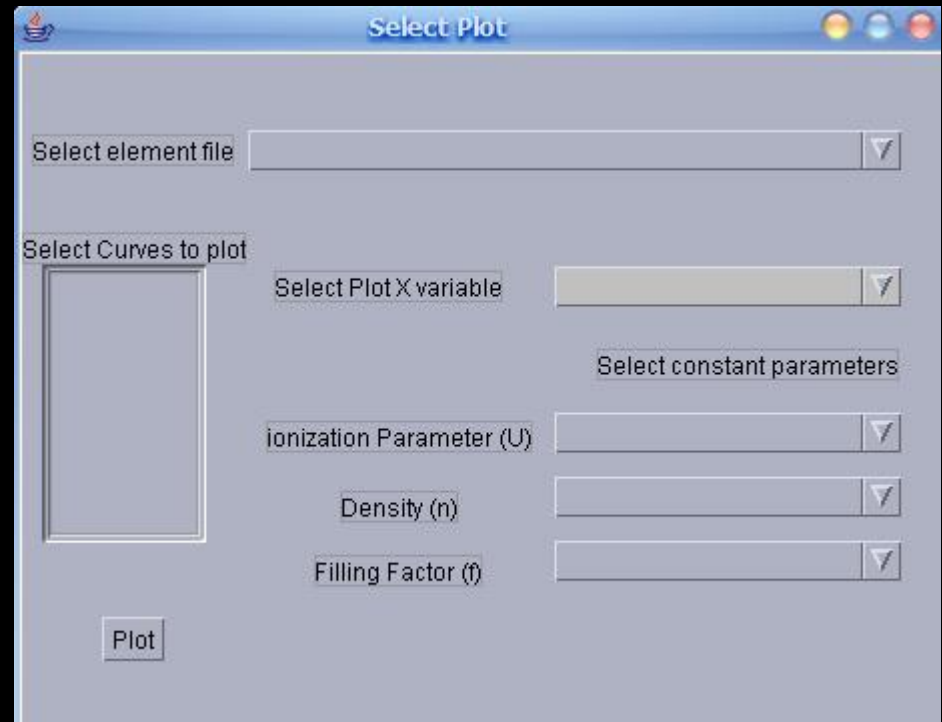 Select Plot
Select element file
Select Curves to plot
Select Plot X variable
Select constant parameters
ionization Parameter (U)
Density (n)
Filling Factor (f)
Plot